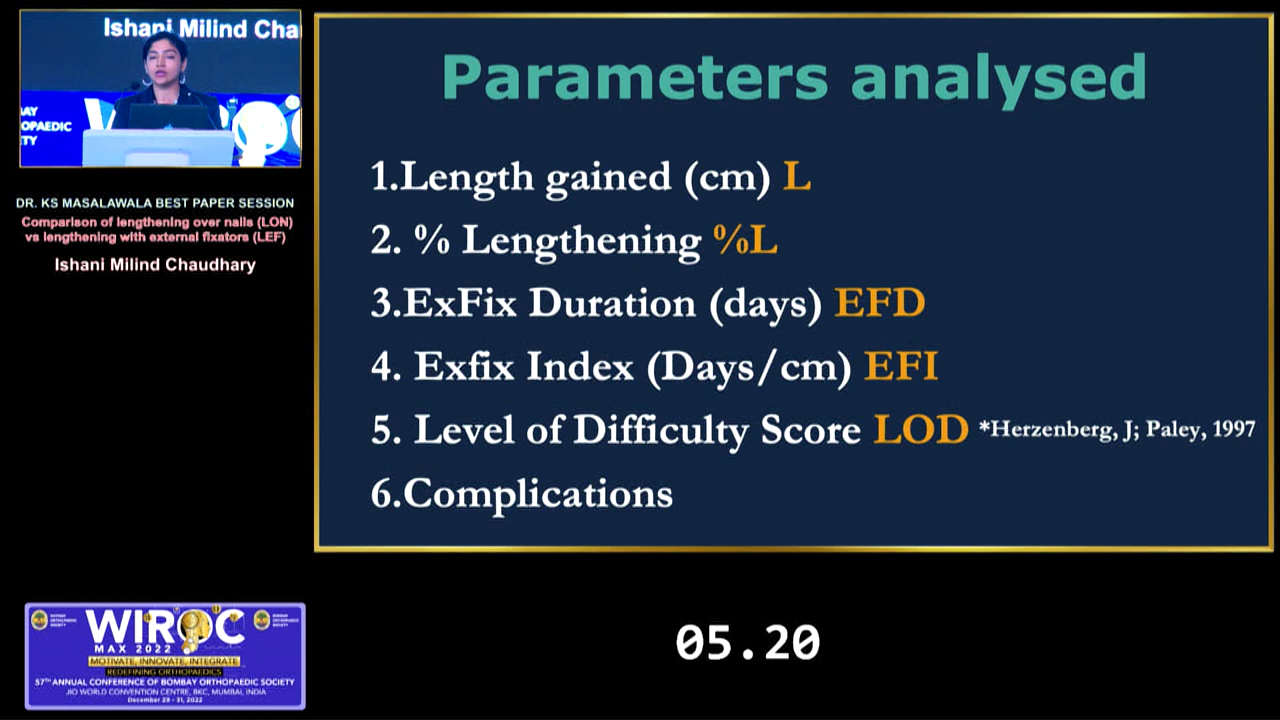 Ishani Milind Cha
AY
OPAEDIC
TY
DR. KS MASALAWALA BEST PAPER SESSION
Comparison of lengthening over nails (LON)
vs lengthening with external fixators (LEF)
Ishani Milind Chaudhary
Parameters analysed
1.Length gained (cm) L
2. % Lengthening %L
3.ExFix Duration (days) EFD
4. Exfix Index (Days/cm) EFI
5. Level of Difficulty Score LOD *Herzenberg, J; Paley, 1997
6.Complications
WIROC
MAX 2022
MOTIVATE, INNOVATE, INTEGRATE
REDEFINING ORTHOPAEDICS
57TH ANNUAL CONFERENCE OF BOMBAY ORTHOPAEDIC SOCIETY
JIO WORLD CONVENTION CENTRE, BKC, MUMBAI, INDIA
December 29 - 31, 2022
05.20